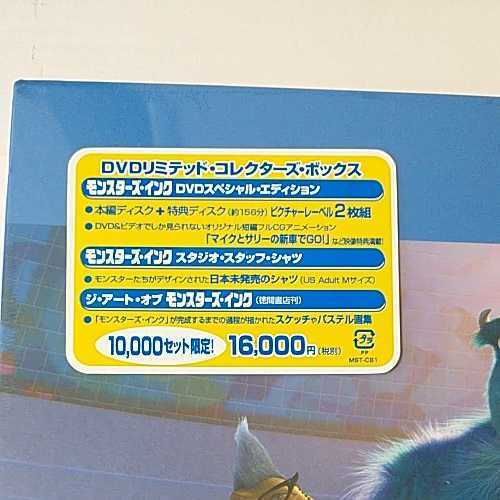 DVDリミテッド・コレクターズ・ボックス
モンスターズ・インク DVDスペシャル・エディション
●本編ディスク+特典ディスク(約156分) ピクチャーレーベル2枚組
●DVD&ビデオでしか見られないオリジナル短編フルCGアニメーション
「マイクとサリーの新車でGO!」など映像特典満載!
モンスターズ・インク スタジオ・スタッフ・シャツ
●モンスターたちがデザインされた日本未発売のシャツ(US Adult Mサイズ)
ジ・アート・オブ モンスターズ・インク(徳間書店刊)
●「モンスターズ・インク」が完成するまでの過程が描かれたスケッチやパステル画集
10,000セット限定! 16,000円(税別)
プラ
PP
MST-CB1